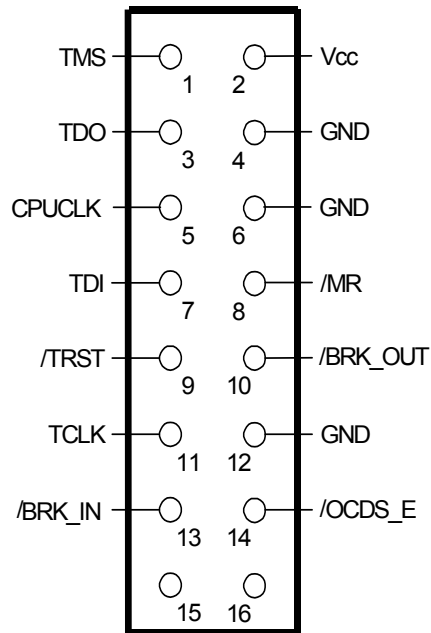 TMS 1 2 Vcc
TDO 3 4 GND
CPUCLK 5 6 GND
TDI 7 8 /MR
/TRST 9 10 /BRK_OUT
TCLK 11 12 GND
/BRK_IN 13 14 /OCDS_E
15 16